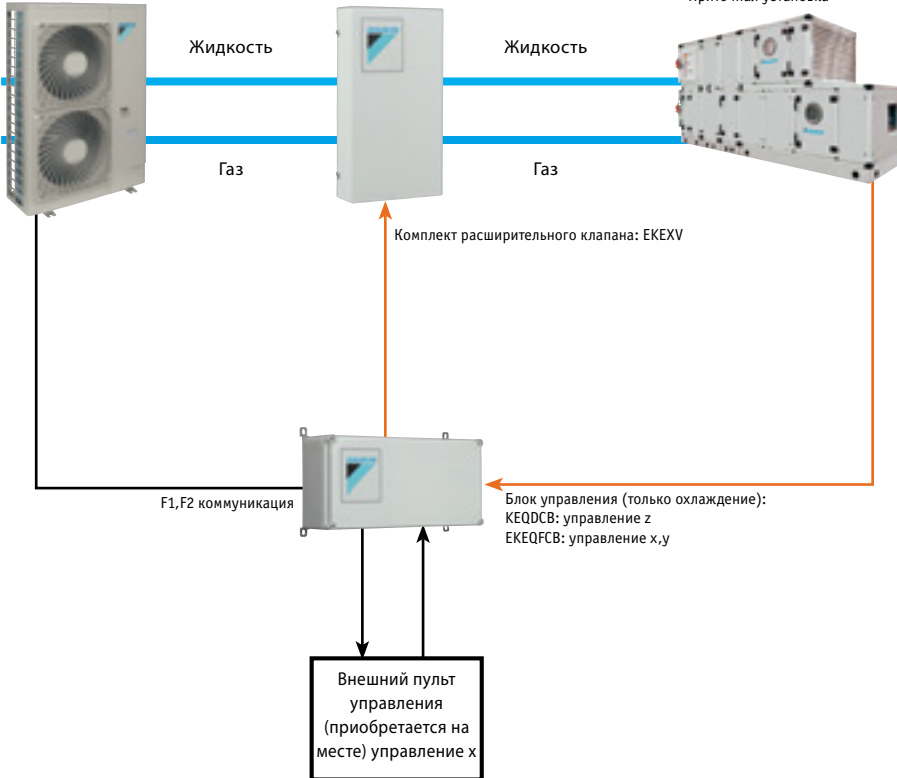 Жидкость
Жидкость
Газ
Газ
Комплект расширительного клапана: EKEXV
F1,F2 коммуникация
Блок управления (только охлаждение):
KEQDCB: управление z
EKEQFCB: управление x,y
Внешний пульт
управления
(приобретается на
месте) управление x